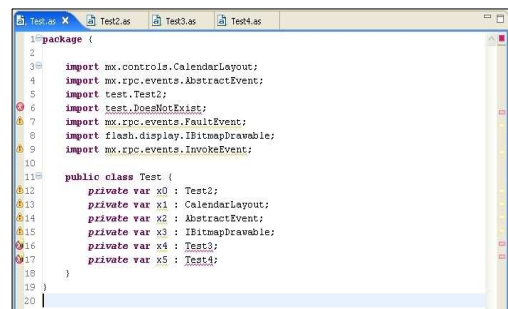 Test.as Test2.as Test3.as Test4.as
1 package {
2
3 import mx.controls.CalendarLayout;
4 import mx.rpc.events.AbstractEvent;
5 import test.Test2;
6 import test.DoesNotExist;
7 import mx.rpc.events.FaultEvent;
8 import flash.display.IBitmapDrawable;
9 import mx.rpc.events.InvokeEvent;
10
11 public class Test {
12 private var x0 : Test2;
13 private var x1 : CalendarLayout;
14 private var x2 : AbstractEvent;
15 private var x3 : IBitmapDrawable;
16 private var x4 : Test3;
17 private var x5 : Test4;
18 }
19 }
20